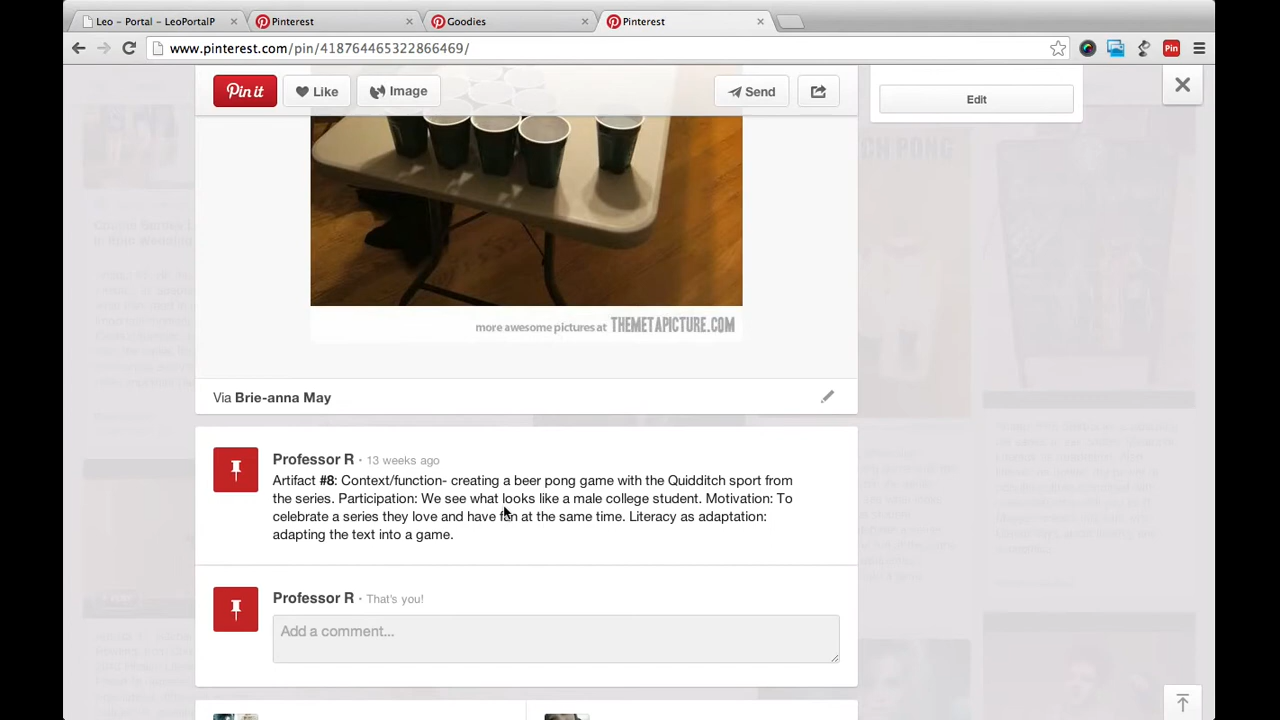 Leo – Portal – LeoPortalP
Pinterest
Goodies
Pinterest
www.pinterest.com/pin/418764465322866469/
Pin
Pin it
Like
Image
Send
Edit
more awesome pictures at THEMETAPICTURE.COM
Via Brie-anna May
Professor R · 13 weeks ago
Artifact #8: Context/function- creating a beer pong game with the Quidditch sport from
the series. Participation: We see what looks like a male college student. Motivation: To
celebrate a series they love and have fun at the same time. Literacy as adaptation:
adapting the text into a game.
Professor R · That's you!
Add a comment...